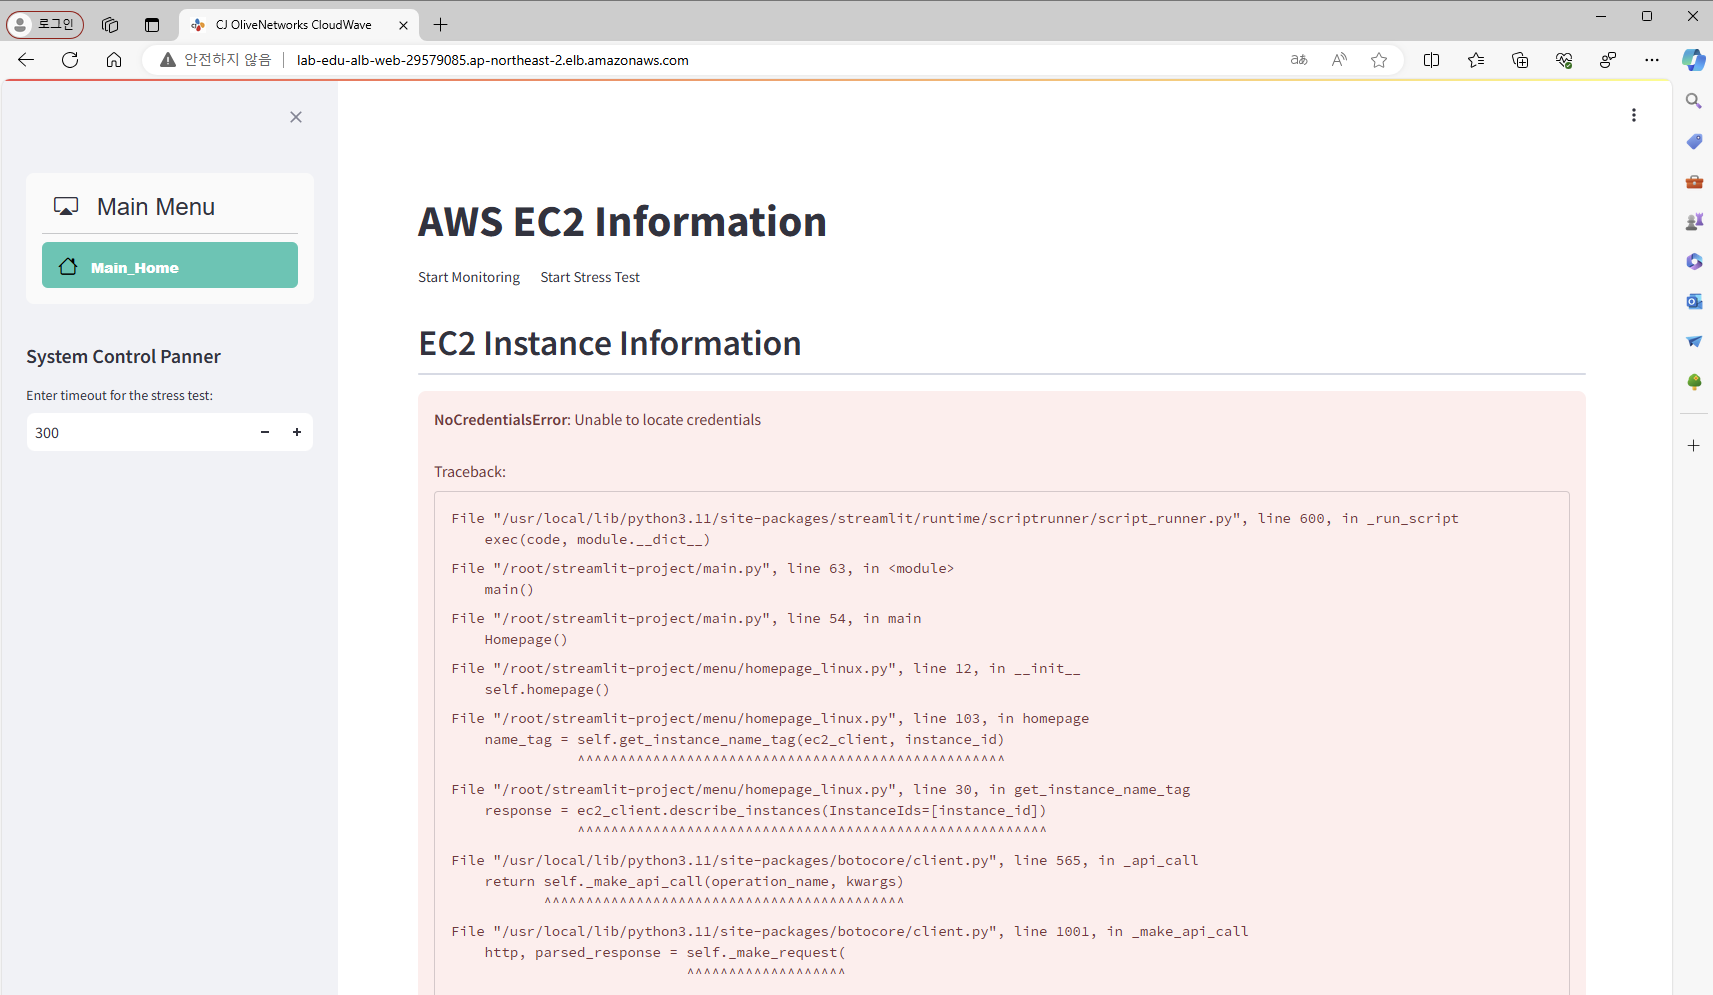 로그인
CJ OliveNetworks CloudWave
안전하지 않음
lab-edu-alb-web-29579085.ap-northeast-2.elb.amazonaws.com
Main Menu
Main_Home
System Control Panner
Enter timeout for the stress test:
300
AWS EC2 Information
Start Monitoring
Start Stress Test
EC2 Instance Information
NoCredentialsError: Unable to locate credentials
Traceback:
File "/usr/local/lib/python3.11/site-packages/streamlit/runtime/scriptrunner/script_runner.py", line 600, in _run_script
exec(code, module.__dict__)
File "/root/streamlit-project/main.py", line 63, in <module>
main()
File "/root/streamlit-project/main.py", line 54, in main
Homepage()
File "/root/streamlit-project/menu/homepage_linux.py", line 12, in __init__
self.homepage()
File "/root/streamlit-project/menu/homepage_linux.py", line 103, in homepage
name_tag = self.get_instance_name_tag(ec2_client, instance_id)
^^^^^^^^^^^^^^^^^^^^^^^^^^^^^^^^^^^^^^^^^^^^^^^^^^^
File "/root/streamlit-project/menu/homepage_linux.py", line 30, in get_instance_name_tag
response = ec2_client.describe_instances(InstanceIds=[instance_id])
^^^^^^^^^^^^^^^^^^^^^^^^^^^^^^^^^^^^^^^^^^^^^^^^^^^^^^^^
File "/usr/local/lib/python3.11/site-packages/botocore/client.py", line 565, in _api_call
return self._make_api_call(operation_name, kwargs)
^^^^^^^^^^^^^^^^^^^^^^^^^^^^^^^^^^^^^^^^^^^
File "/usr/local/lib/python3.11/site-packages/botocore/client.py", line 1001, in _make_api_call
http, parsed_response = self._make_request(
^^^^^^^^^^^^^^^^^^^